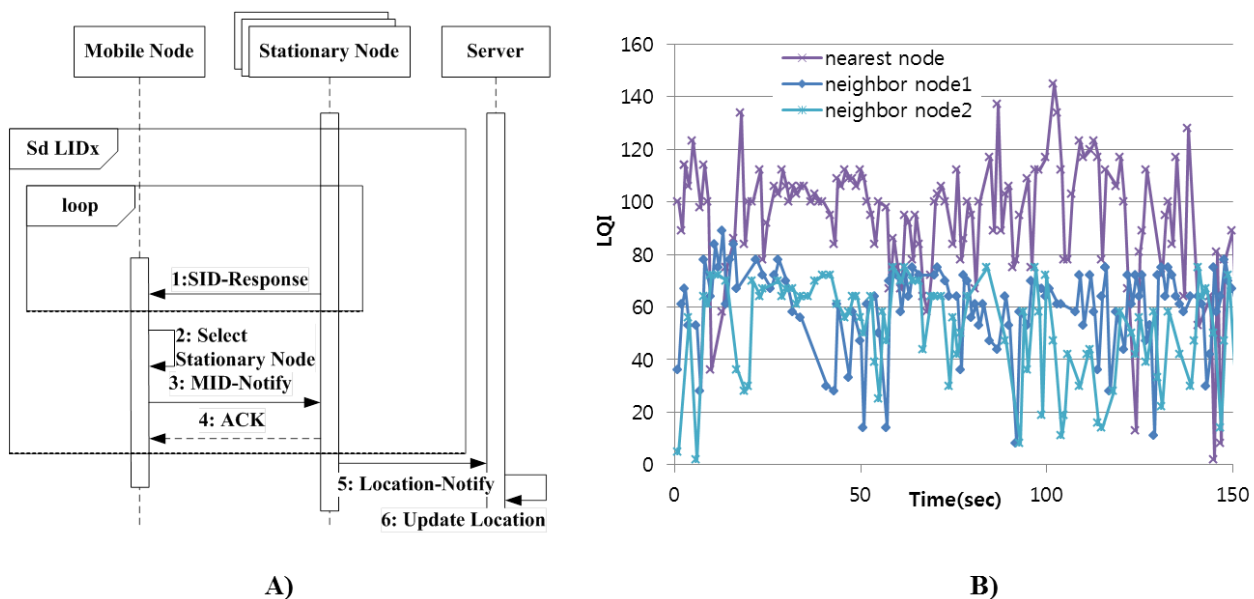 Mobile Node
Stationary Node
Server
Sd LIDx
loop
1:SID-Response
2: Select
Stationary Node
3: MID-Notify
4: ACK
5: Location-Notify
6: Update Location
A)
160
140
120
100
80
60
40
20
0
LQI
nearest node
neighbor node1
neighbor node2
0
50
100
150
Time(sec)
B)